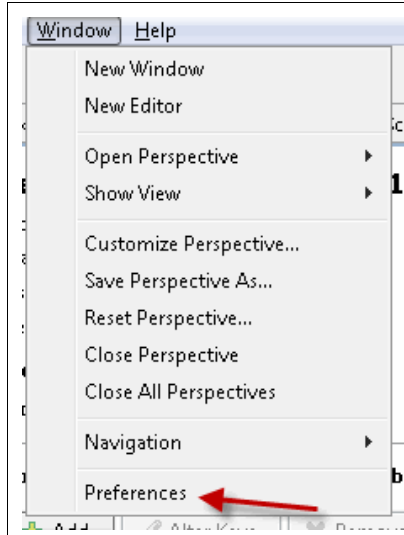 Window Help
New Window
New Editor
Open Perspective
Show View
Customize Perspective...
Save Perspective As...
Reset Perspective...
Close Perspective
Close All Perspectives
Navigation
Preferences
Add...